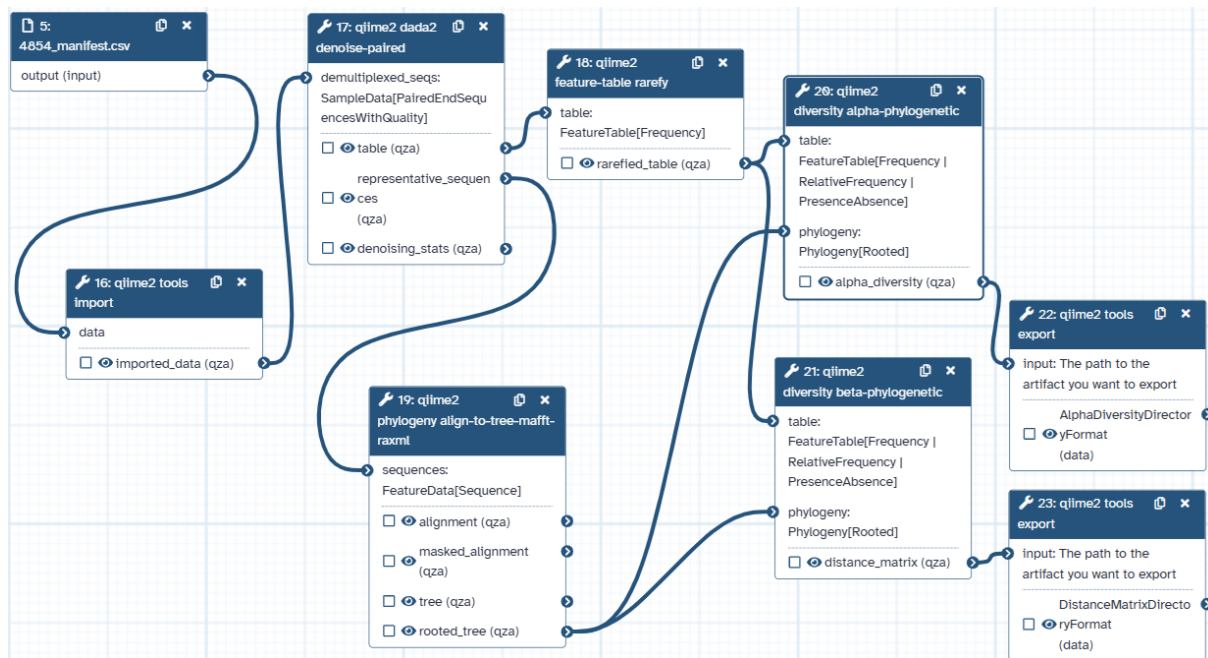 5:
4854_manifest.csv
output (input)
16: qiime2 tools
import
data
imported_data (qza)
17: qiime2 dada2
denoise-paired
demultiplexed_seqs:
SampleData[PairedEndSequ
encesWithQuality]
table (qza)
representative_sequen
ces
(qza)
denoising_stats (qza)
18: qiime2
feature-table rarefy
table:
FeatureTable[Frequency]
rarefied_table (qza)
19: qiime2
phylogeny align-to-tree-mafft-
raxml
sequences:
FeatureData[Sequence]
alignment (qza)
masked_alignment
(qza)
tree (qza)
rooted_tree (qza)
20: qiime2
diversity alpha-phylogenetic
table:
FeatureTable[Frequency |
RelativeFrequency |
PresenceAbsence]
phylogeny:
Phylogeny[Rooted]
alpha_diversity (qza)
21: qiime2
diversity beta-phylogenetic
table:
FeatureTable[Frequency |
RelativeFrequency |
PresenceAbsence]
phylogeny:
Phylogeny[Rooted]
distance_matrix (qza)
22: qiime2 tools
export
input: The path to the
artifact you want to export
AlphaDiversityDirector
yFormat
(data)
23: qiime2 tools
export
input: The path to the
artifact you want to export
DistanceMatrixDirecto
ryFormat
(data)